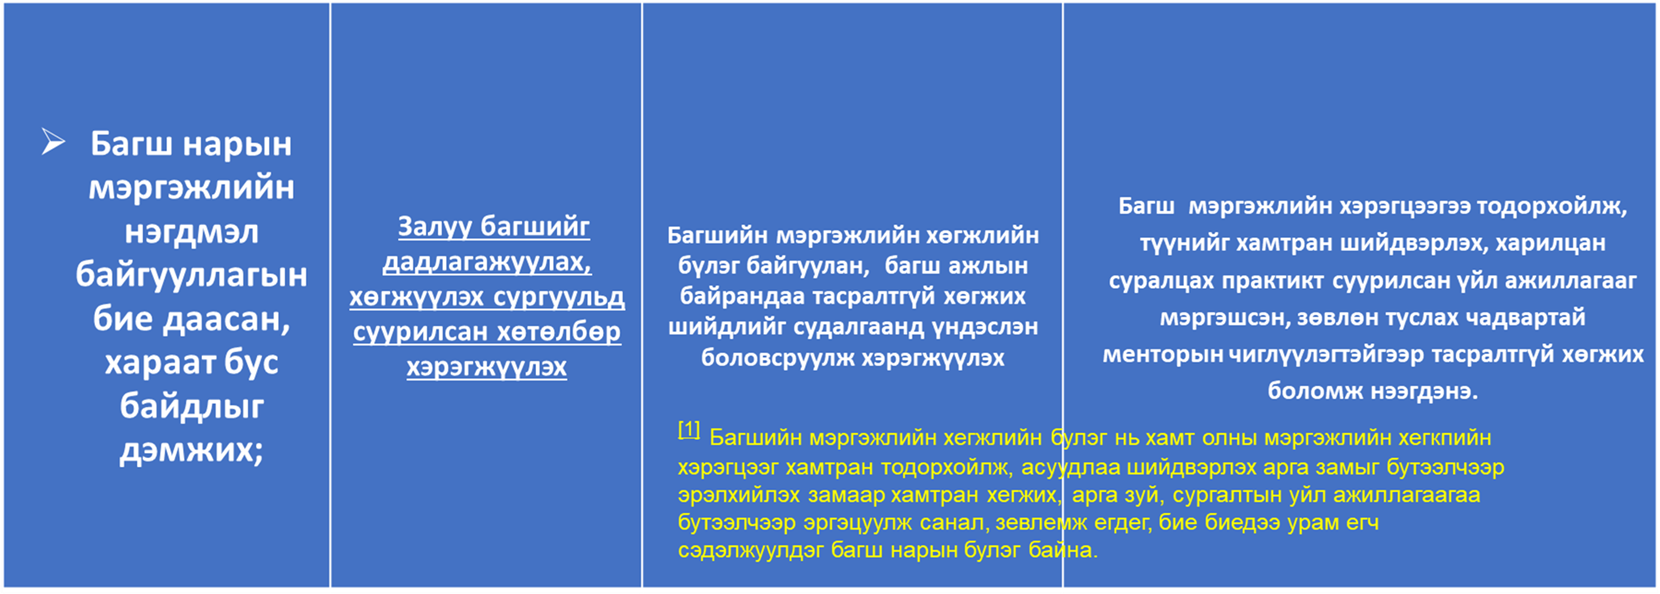 ➢ Багш нарын
мэргэжлийн
нэгдмэл
байгууллагын
бие даасан,
хараат бус
байдлыг
дэмжих;
Залуу багшийг
дадлагажуулах,
хөгжүүлэх сургуульд
суурилсан хөтөлбөр
хэрэгжүүлэх
Багшийн мэргэжлийн хөгжлийн
бүлэг байгуулан, багш ажлын
байрандаа тасралтгүй хөгжих
шийдлийг судалгаанд үндэслэн
боловсруулж хэрэгжүүлэх
Багш мэргэжлийн хэрэгцээгээ тодорхойлж,
түүнийг хамтран шийдвэрлэх, харилцан
суралцах практикт суурилсан үйл ажиллагааг
мэргэшсэн, зөвлөн туслах чадвартай
менторын чиглүүлэгтэйгээр тасралтгүй хөгжих
боломж нээгдэнэ.
[1] Багшийн мэргэжлийн хегжлийн булэг нь хамт олны мэргэжлийн хегкпийн
хэрэгцээг хамтран тодорхойлж, асуудлаа шийдвэрлэх арга замыг бутээлчээр
эрэлхийлэх замаар хамтран хегжих, арга зуй, сургалтын уйл ажиллагаагаа
бутээлчээр эргэцуулж санал, зевлемж егдег, бие биедээ урам егч
сэдэлжуулдэг багш нарын булэг байна.